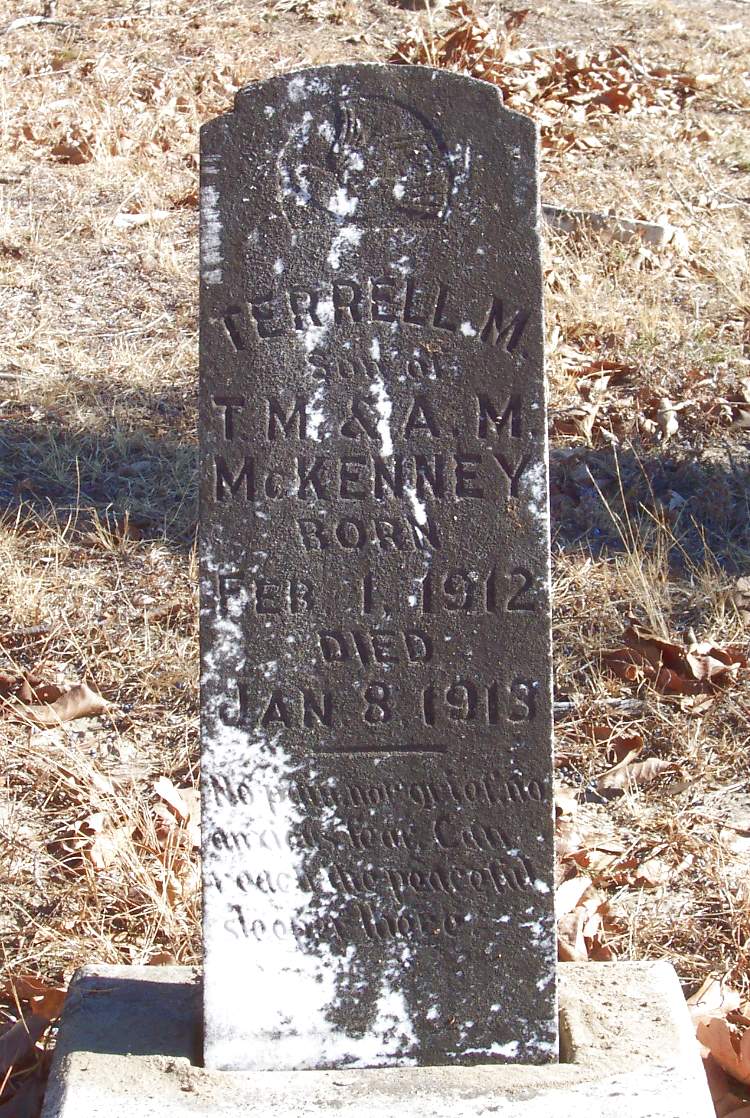 TERRELL M.
Son of
T. M. & A. M.
McKENNEY
BORN
FEB 1, 1912
DIED
JAN. 8, 1913
No pain, nor grief, no
anxious fear, Can
reach the peaceful
sleeper there